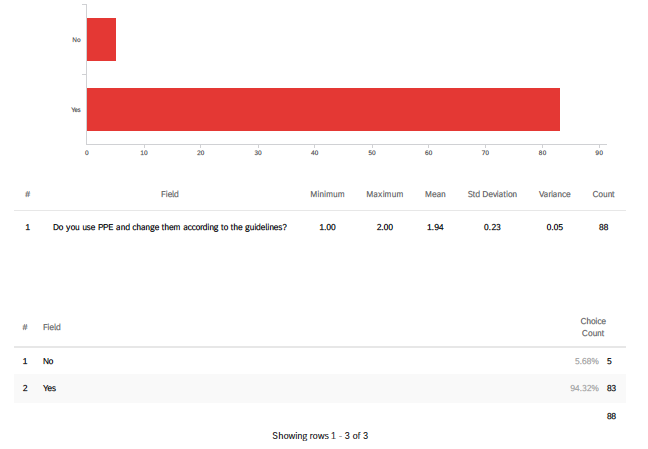 No
Yes
0 10 20 30 40 50 60 70 80 90
# Field Minimum Maximum Mean Std Deviation Variance Count
1 Do you use PPE and change them according to the guidelines? 1.00 2.00 1.94 0.23 0.05 88
# Field Choice
Count
1 No 5.68% 5
2 Yes 94.32% 83
88
Showing rows 1 - 3 of 3